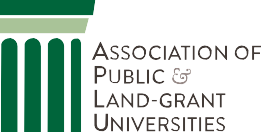 ASSOCIATION OF
PUBLIC &
LAND-GRANT
UNIVERSITIES